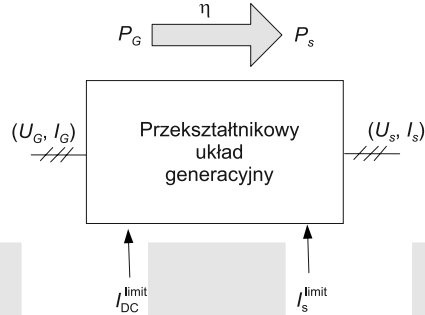 η
P_G P_s
(U_G, I_G) (U_s, I_s)
Przekształtnikowy
układ
generacyjny
I_DC^limit I_s^limit